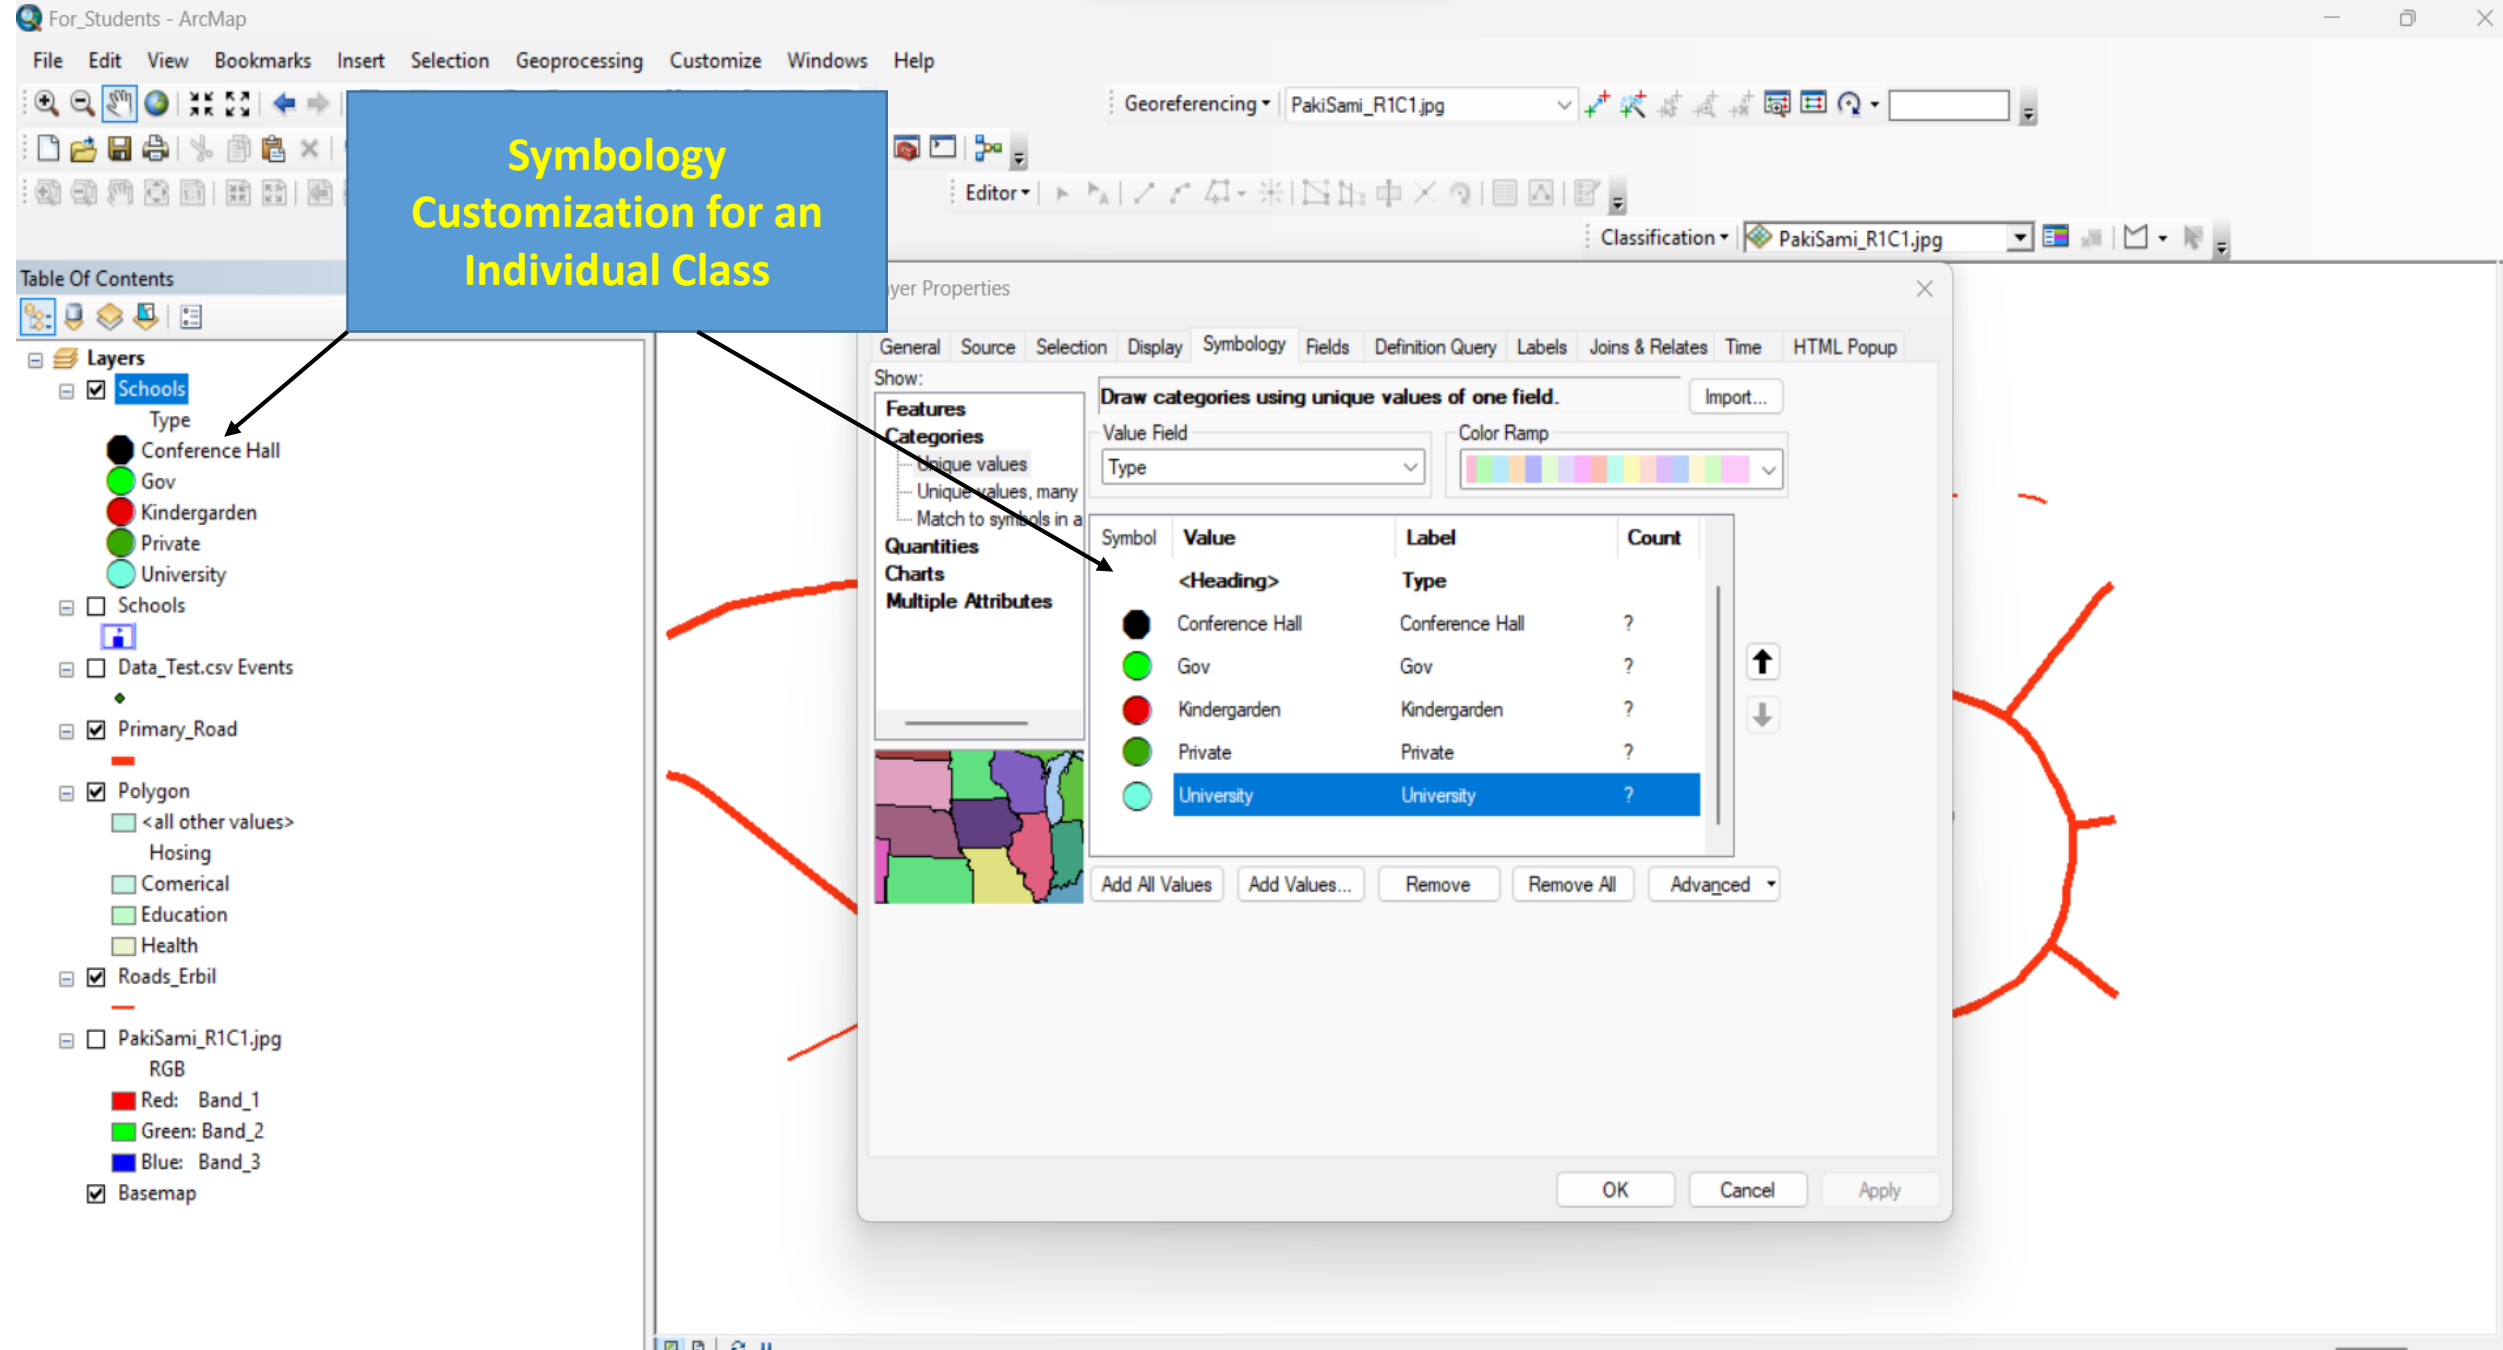 For_Students - ArcMap
File Edit View Bookmarks Insert Selection Geoprocessing Customize Windows Help
Georeferencing PakiSami_R1C1.jpg
Symbology
Customization for an
Individual Class
Editor
Classification PakiSami_R1C1.jpg
Table Of Contents
Layers
Schools
Type
Conference Hall
Gov
Kindergarden
Private
University
Schools
Data_Test.csv Events
Primary_Road
Polygon
<all other values>
Hosing
Comerical
Education
Health
Roads_Erbil
PakiSami_R1C1.jpg
RGB
Red: Band_1
Green: Band_2
Blue: Band_3
Basemap
yer Properties
General Source Selection Display Symbology Fields Definition Query Labels Joins & Relates Time HTML Popup
Show:
Features
Categories
Unique values
Unique values, many
Match to symbols in a
Quantities
Charts
Multiple Attributes
Draw categories using unique values of one field.
Import...
Value Field
Color Ramp
Type
Symbol Value Label Count
<Heading> Type
Conference Hall Conference Hall ?
Gov Gov ?
Kindergarden Kindergarden ?
Private Private ?
University University ?
Add All Values Add Values... Remove Remove All Advanced
OK Cancel Apply